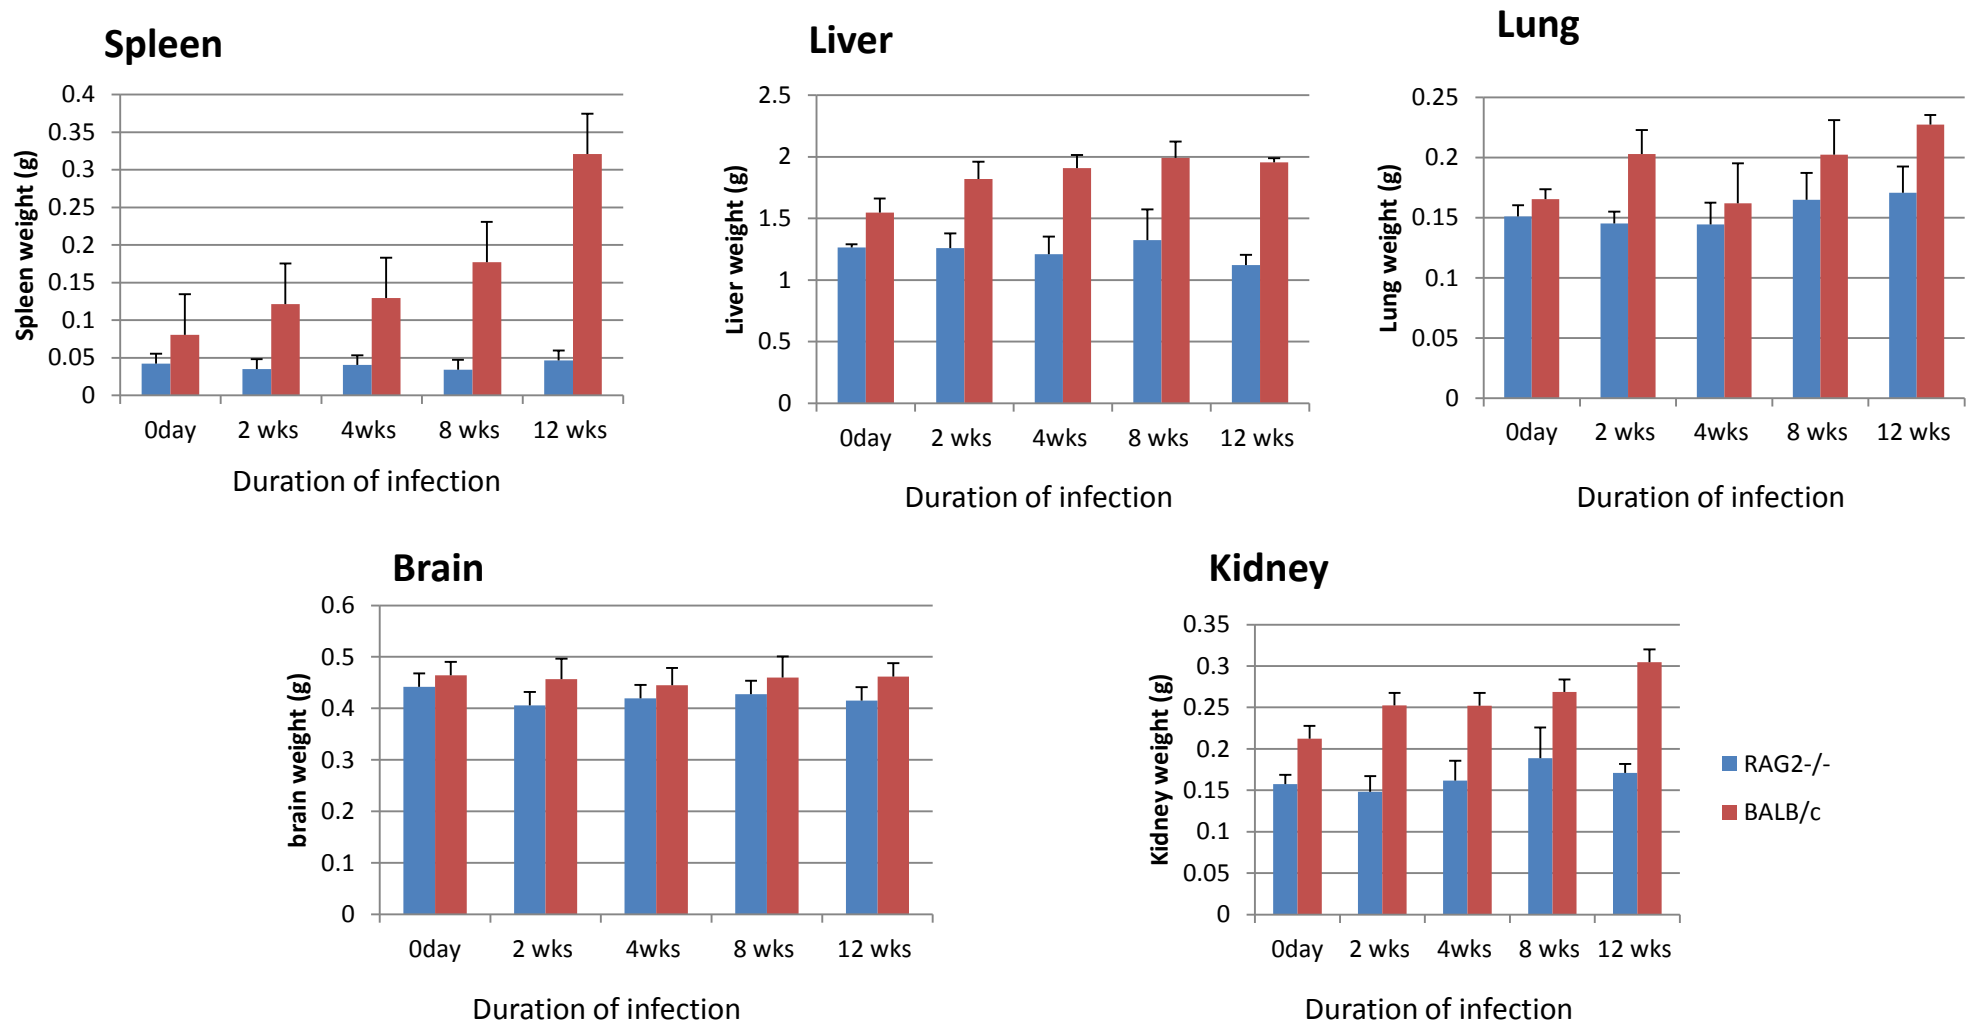 Spleen
Spleen weight (g)
0.4
0.35
0.3
0.25
0.2
0.15
0.1
0.05
0
0day 2 wks 4wks 8 wks 12 wks
Duration of infection
Liver
Liver weight (g)
2.5
2
1.5
1
0.5
0
0day 2 wks 4wks 8 wks 12 wks
Duration of infection
Lung
Lung weight (g)
0.25
0.2
0.15
0.1
0.05
0
0day 2 wks 4wks 8 wks 12 wks
Duration of infection
Brain
brain weight (g)
0.6
0.5
0.4
0.3
0.2
0.1
0
0day 2 wks 4wks 8 wks 12 wks
Duration of infection
Kidney
Kidney weight (g)
0.35
0.3
0.25
0.2
0.15
0.1
0.05
0
0day 2 wks 4wks 8 wks 12 wks
Duration of infection
RAG2-/-
BALB/c